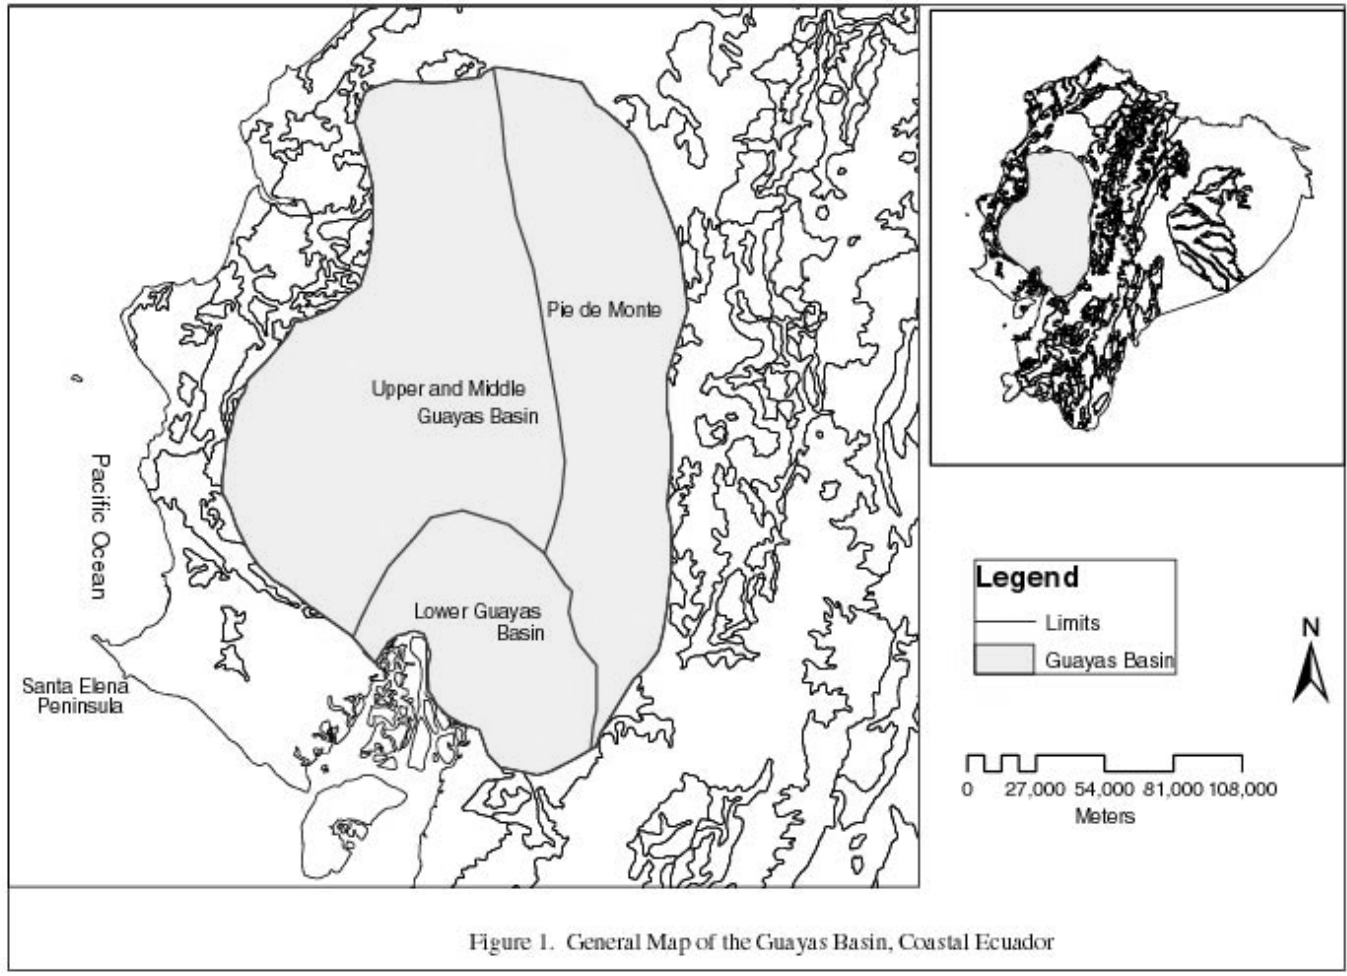 Pie de Monte
Upper and Middle
Guayas Basin
Pacific Ocean
Lower Guayas
Basin
Santa Elena
Peninsula
Legend
Limits
Guayas Basin
N
0 27,000 54,000 81,000 108,000
Meters
Figure 1. General Map of the Guayas Basin, Coastal Ecuador